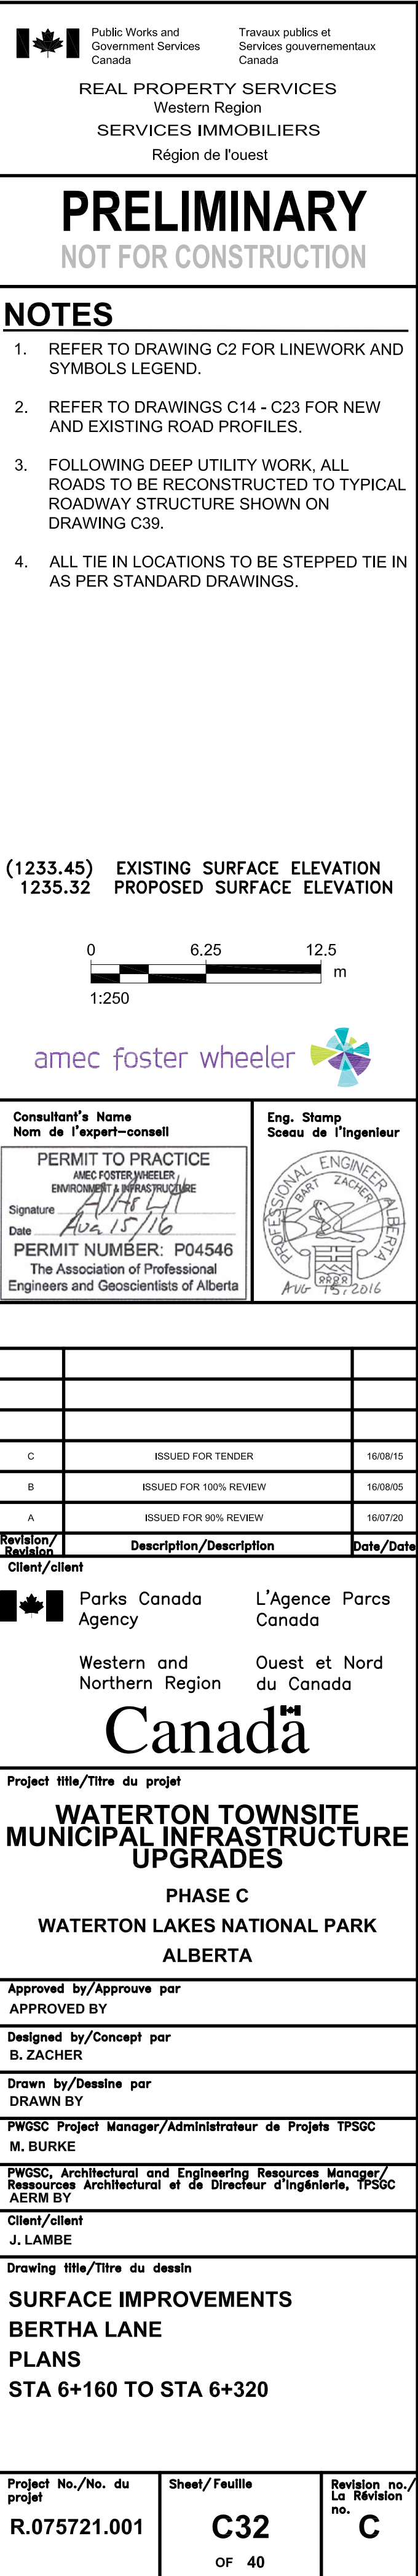 Public Works and
Government Services
Canada
Travaux publics et
Services gouvernementaux
Canada
REAL PROPERTY SERVICES
Western Region
SERVICES IMMOBILIERS
Région de l'ouest
PRELIMINARY
NOT FOR CONSTRUCTION
NOTES
1. REFER TO DRAWING C2 FOR LINEWORK AND
SYMBOLS LEGEND.
2. REFER TO DRAWINGS C14 - C23 FOR NEW
AND EXISTING ROAD PROFILES.
3. FOLLOWING DEEP UTILITY WORK, ALL
ROADS TO BE RECONSTRUCTED TO TYPICAL
ROADWAY STRUCTURE SHOWN ON
DRAWING C39.
4. ALL TIE IN LOCATIONS TO BE STEPPED TIE IN
AS PER STANDARD DRAWINGS.
(1233.45) EXISTING SURFACE ELEVATION
1235.32 PROPOSED SURFACE ELEVATION
0 6.25 12.5
m
1:250
amec foster wheeler
Consultant's Name
Nom de l'expert-conseil
PERMIT TO PRACTICE
AMEC FOSTER WHEELER
ENVIRONMENT & INFRASTRUCTURE
Signature
Date Aug 15/16
PERMIT NUMBER: P04546
The Association of Professional
Engineers and Geoscientists of Alberta
Eng. Stamp
Sceau de l'ingenieur
PROFESSIONAL ENGINEER ALBERTA
BART ZACHER
AUG 15, 2016
C ISSUED FOR TENDER 16/08/15
B ISSUED FOR 100% REVIEW 16/08/05
A ISSUED FOR 90% REVIEW 16/07/20
Revision/
Revision
Description/Description
Date/Date
Client/client
Parks Canada
Agency
L'Agence Parcs
Canada
Western and
Northern Region
Ouest et Nord
du Canada
Canada
Project title/Titre du projet
WATERTON TOWNSITE
MUNICIPAL INFRASTRUCTURE
UPGRADES
PHASE C
WATERTON LAKES NATIONAL PARK
ALBERTA
Approved by/Approuve par
APPROVED BY
Designed by/Concept par
B. ZACHER
Drawn by/Dessine par
DRAWN BY
PWGSC Project Manager/Administrateur de Projets TPSGC
M. BURKE
PWGSC, Architectural and Engineering Resources Manager/
Ressources Architectural et de Directeur d'Ingénierie, TPSGC
AERM BY
Client/client
J. LAMBE
Drawing title/Titre du dessin
SURFACE IMPROVEMENTS
BERTHA LANE
PLANS
STA 6+160 TO STA 6+320
Project No./No. du
projet
R.075721.001
Sheet/Feuille
C32
OF 40
Revision no./
La Révision
no.
C